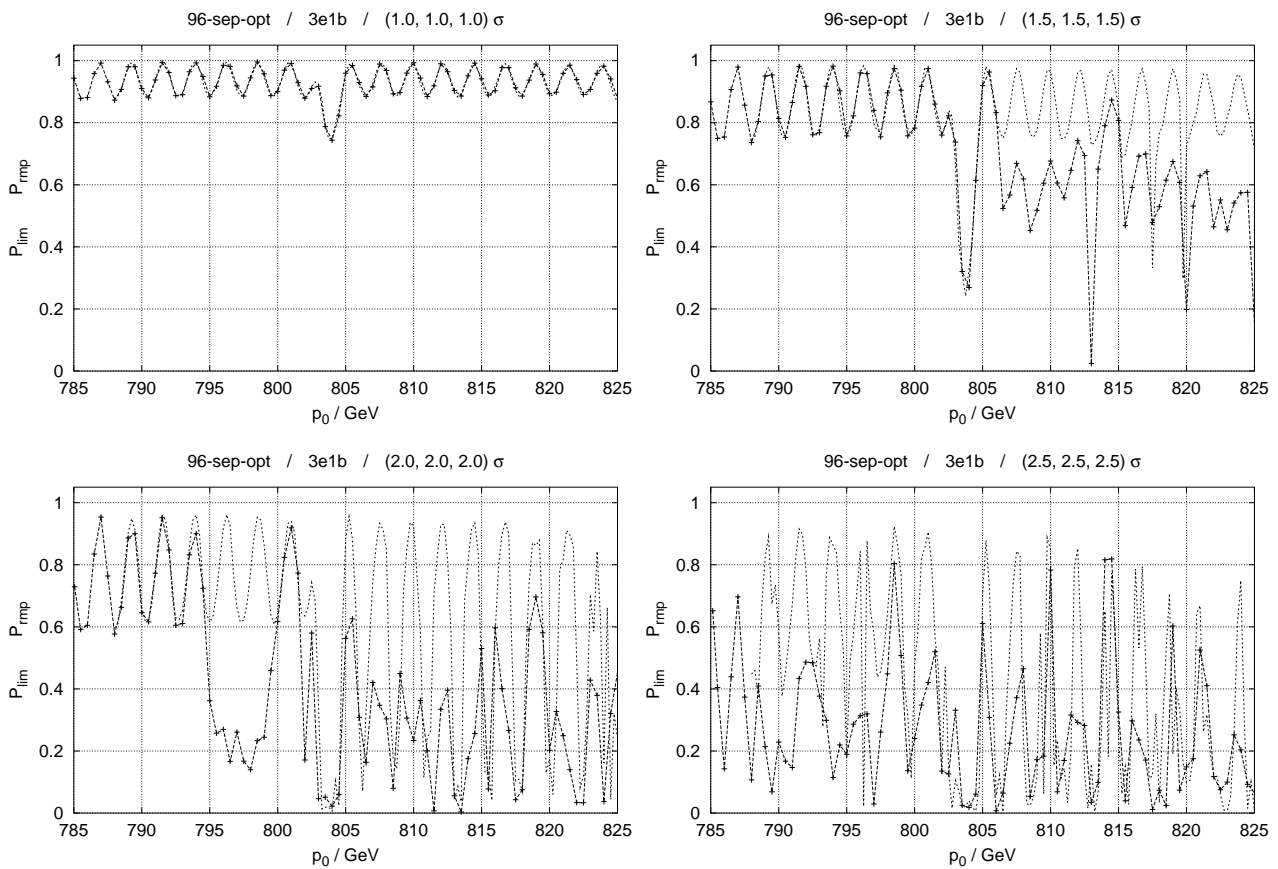 96-sep-opt / 3e1b / (1.0, 1.0, 1.0) σ
P_lim P_rmp
1
0.8
0.6
0.4
0.2
0
785 790 795 800 805 810 815 820 825
p_0 / GeV
96-sep-opt / 3e1b / (1.5, 1.5, 1.5) σ
P_lim P_rmp
1
0.8
0.6
0.4
0.2
0
785 790 795 800 805 810 815 820 825
p_0 / GeV
96-sep-opt / 3e1b / (2.0, 2.0, 2.0) σ
P_lim P_rmp
1
0.8
0.6
0.4
0.2
0
785 790 795 800 805 810 815 820 825
p_0 / GeV
96-sep-opt / 3e1b / (2.5, 2.5, 2.5) σ
P_lim P_rmp
1
0.8
0.6
0.4
0.2
0
785 790 795 800 805 810 815 820 825
p_0 / GeV